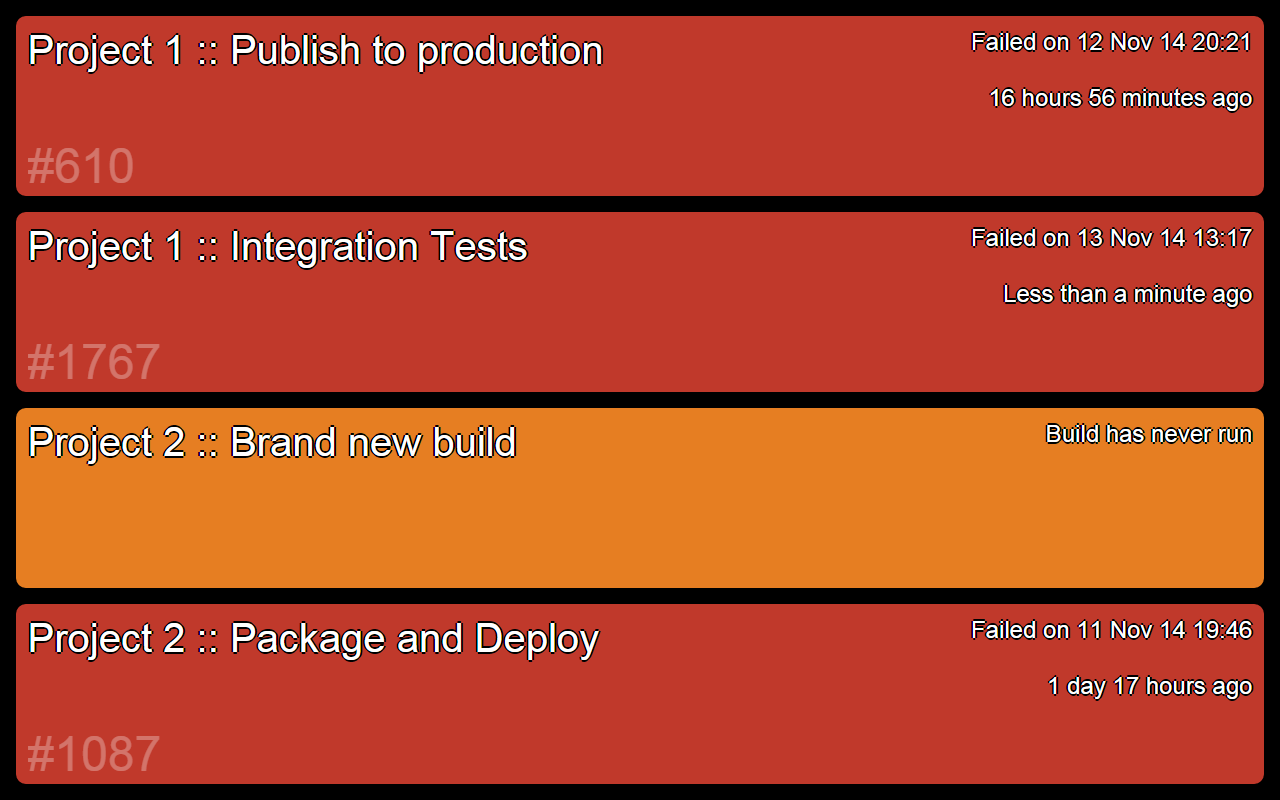 Project 1 :: Publish to production
Failed on 12 Nov 14 20:21
16 hours 56 minutes ago
#610
Project 1 :: Integration Tests
Failed on 13 Nov 14 13:17
Less than a minute ago
#1767
Project 2 :: Brand new build
Build has never run
Project 2 :: Package and Deploy
Failed on 11 Nov 14 19:46
1 day 17 hours ago
#1087